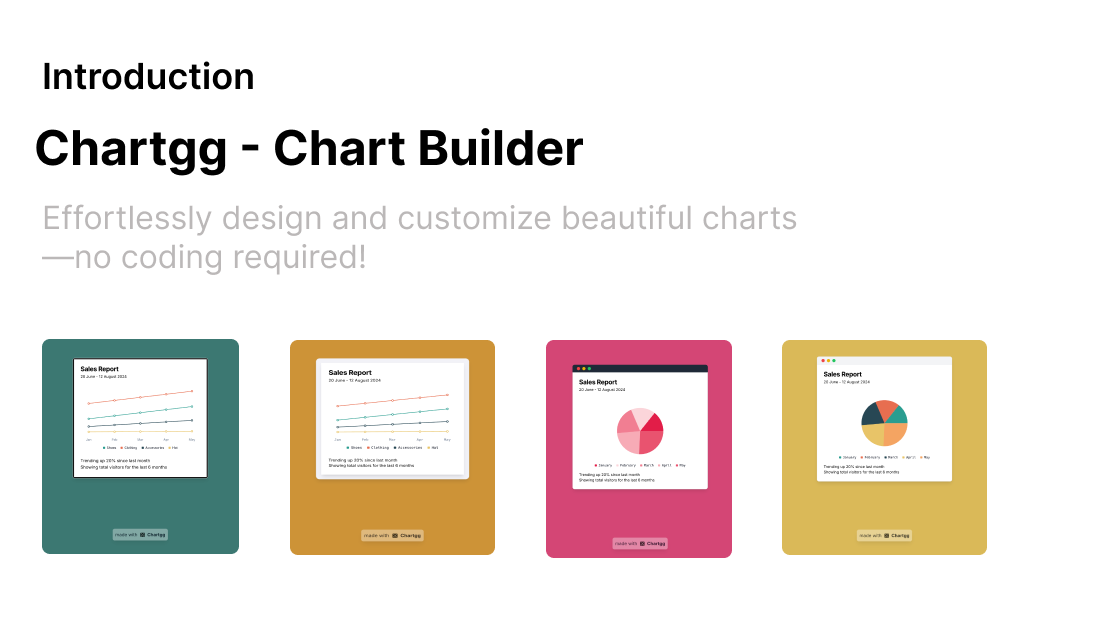 Introduction
Chartgg - Chart Builder
Effortlessly design and customize beautiful charts
—no coding required!
Sales Report
20 June - 12 August 2024
Jan Feb Mar Apr May
Shoes Clothing Accessories Hat
Trending up 20% since last month
Showing total visitors for the last 6 months
made with Chartgg
Sales Report
20 June - 12 August 2024
Jan Feb Mar Apr May
Shoes Clothing Accessories Hat
Trending up 20% since last month
Showing total visitors for the last 6 months
made with Chartgg
Sales Report
20 June - 12 August 2024
January February March April May
Trending up 20% since last month
Showing total visitors for the last 6 months
made with Chartgg
Sales Report
20 June - 12 August 2024
January February March April May
Trending up 20% since last month
Showing total visitors for the last 6 months
made with Chartgg